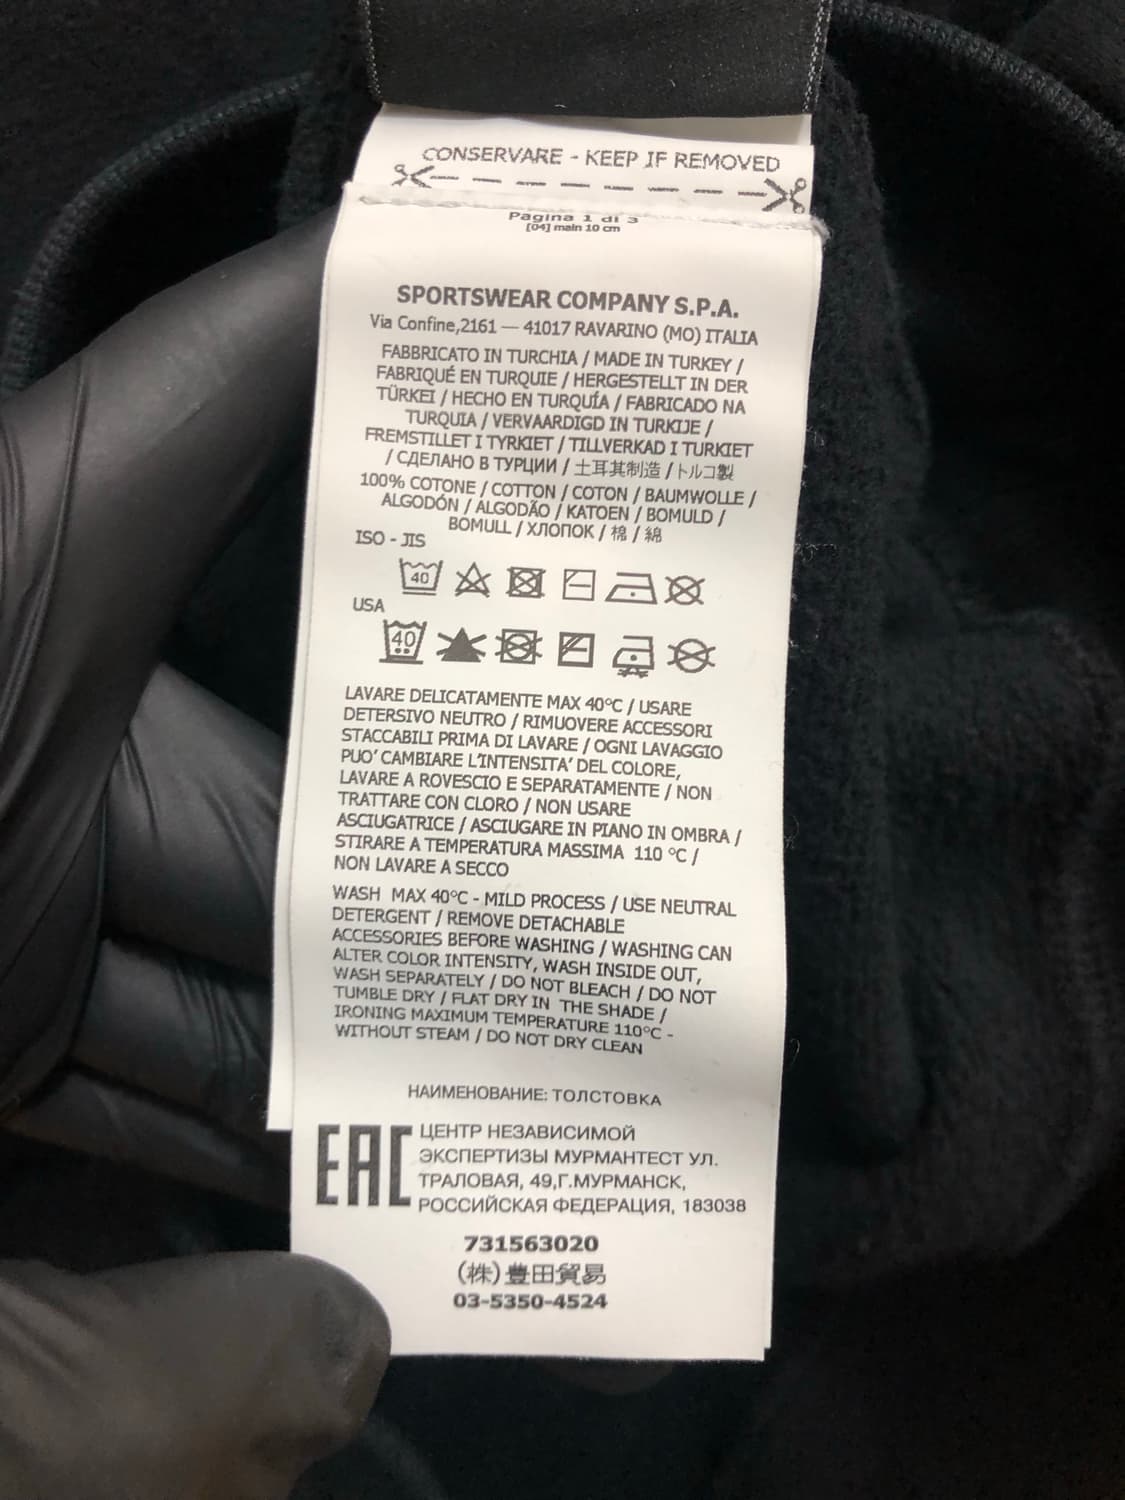 CONSERVARE - KEEP IF REMOVED
Pagina 1 di 3
[04] main 10 cm
SPORTSWEAR COMPANY S.P.A.
Via Confine,2161 — 41017 RAVARINO (MO) ITALIA
FABBRICATO IN TURCHIA / MADE IN TURKEY /
FABRIQUÉ EN TURQUIE / HERGESTELLT IN DER
TÜRKEI / HECHO EN TURQUÍA / FABRICADO NA
TURQUIA / VERVAARDIGD IN TURKIJE /
FREMSTILLET I TYRKIET / TILLVERKAD I TURKIET
/ СДЕЛАНО В ТУРЦИИ / 土耳其制造 / トルコ製
100% COTONE / COTTON / COTON / BAUMWOLLE /
ALGODÓN / ALGODÃO / KATOEN / BOMULD /
BOMULL / ХЛОПОК / 棉 / 綿
ISO - JIS
40
USA
40
LAVARE DELICATAMENTE MAX 40°C / USARE
DETERSIVO NEUTRO / RIMUOVERE ACCESSORI
STACCABILI PRIMA DI LAVARE / OGNI LAVAGGIO
PUO' CAMBIARE L'INTENSITA' DEL COLORE,
LAVARE A ROVESCIO E SEPARATAMENTE / NON
TRATTARE CON CLORO / NON USARE
ASCIUGATRICE / ASCIUGARE IN PIANO IN OMBRA /
STIRARE A TEMPERATURA MASSIMA 110 °C /
NON LAVARE A SECCO
WASH MAX 40°C - MILD PROCESS / USE NEUTRAL
DETERGENT / REMOVE DETACHABLE
ACCESSORIES BEFORE WASHING / WASHING CAN
ALTER COLOR INTENSITY, WASH INSIDE OUT,
WASH SEPARATELY / DO NOT BLEACH / DO NOT
TUMBLE DRY / FLAT DRY IN THE SHADE /
IRONING MAXIMUM TEMPERATURE 110°C -
WITHOUT STEAM / DO NOT DRY CLEAN
НАИМЕНОВАНИЕ: ТОЛСТОВКА
EAC
ЦЕНТР НЕЗАВИСИМОЙ
ЭКСПЕРТИЗЫ МУРМАНТЕСТ УЛ.
ТРАЛОВАЯ, 49,Г.МУРМАНСК,
РОССИЙСКАЯ ФЕДЕРАЦИЯ, 183038
731563020
(株)豊田貿易
03-5350-4524